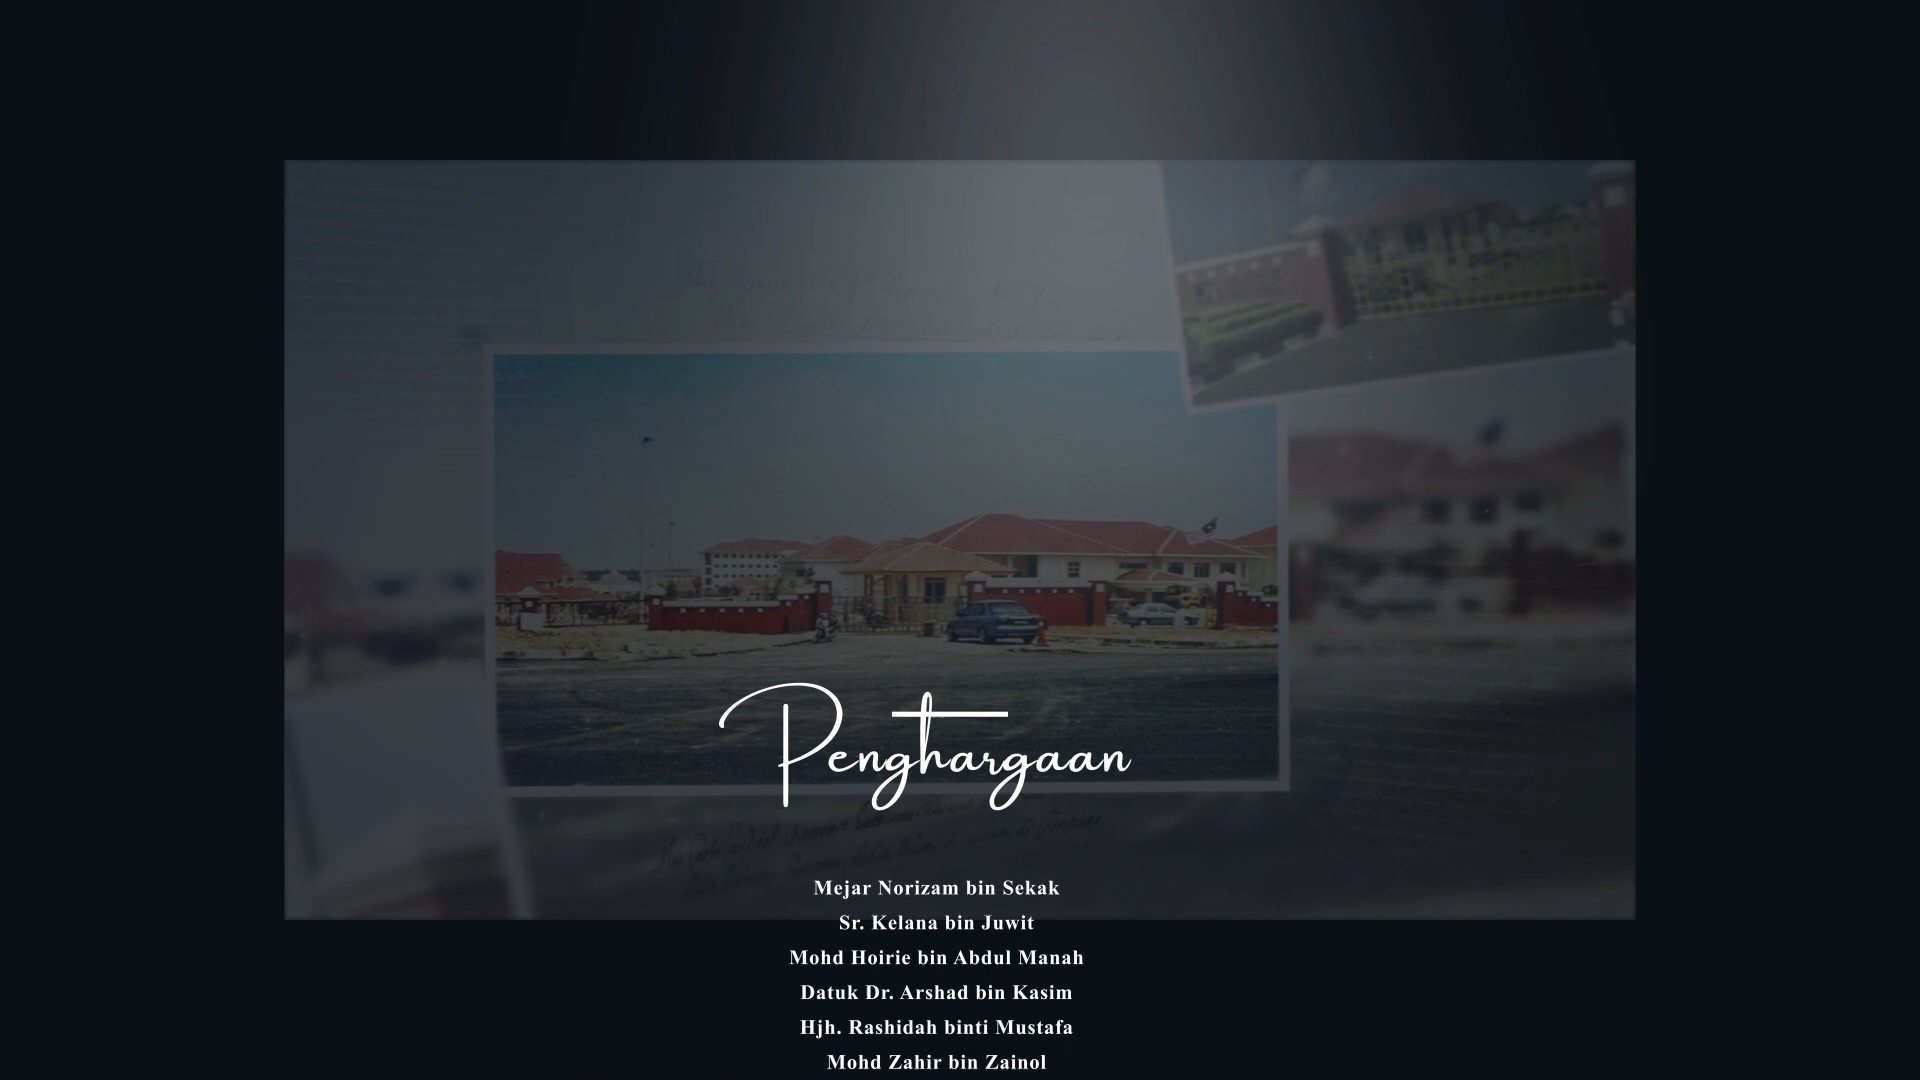 Penghargaan
Mejar Norizam bin Sekak
Sr. Kelana bin Juwit
Mohd Hoirie bin Abdul Manah
Datuk Dr. Arshad bin Kasim
Hjh. Rashidah binti Mustafa
Mohd Zahir bin Zainol